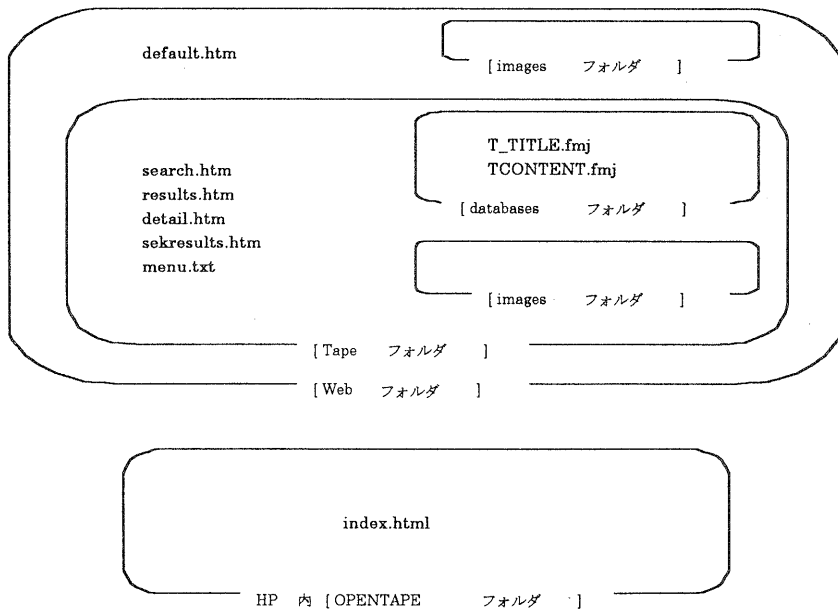 default.htm
[ images フォルダ ]
T_TITLE.fmj
TCONTENT.fmj
[ databases フォルダ ]
search.htm
results.htm
detail.htm
sekresults.htm
menu.txt
[ images フォルダ ]
[ Tape フォルダ ]
[ Web フォルダ ]
index.html
HP 内 [ OPENTAPE フォルダ ]